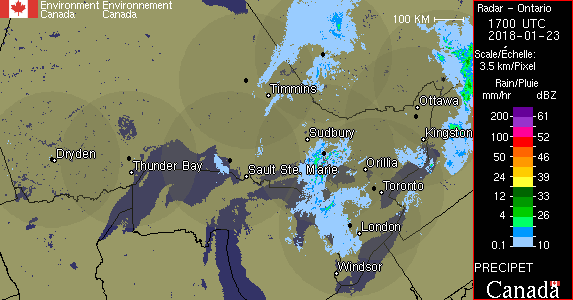 Environment Environnement
Canada Canada
100 KM
Timmins
Ottawa
Sudbury
Kingston
Dryden
Thunder Bay
Sault Ste. Marie
Orillia
Toronto
London
Windsor
Radar - Ontario
1700 UTC
2018-01-23
Scale/Échelle:
3.5 km/Pixel
Rain/Pluie
mm/hr dBZ
200 61
100 52
50 46
24 39
12 33
4 26
0.1 10
PRECIPET
Canada